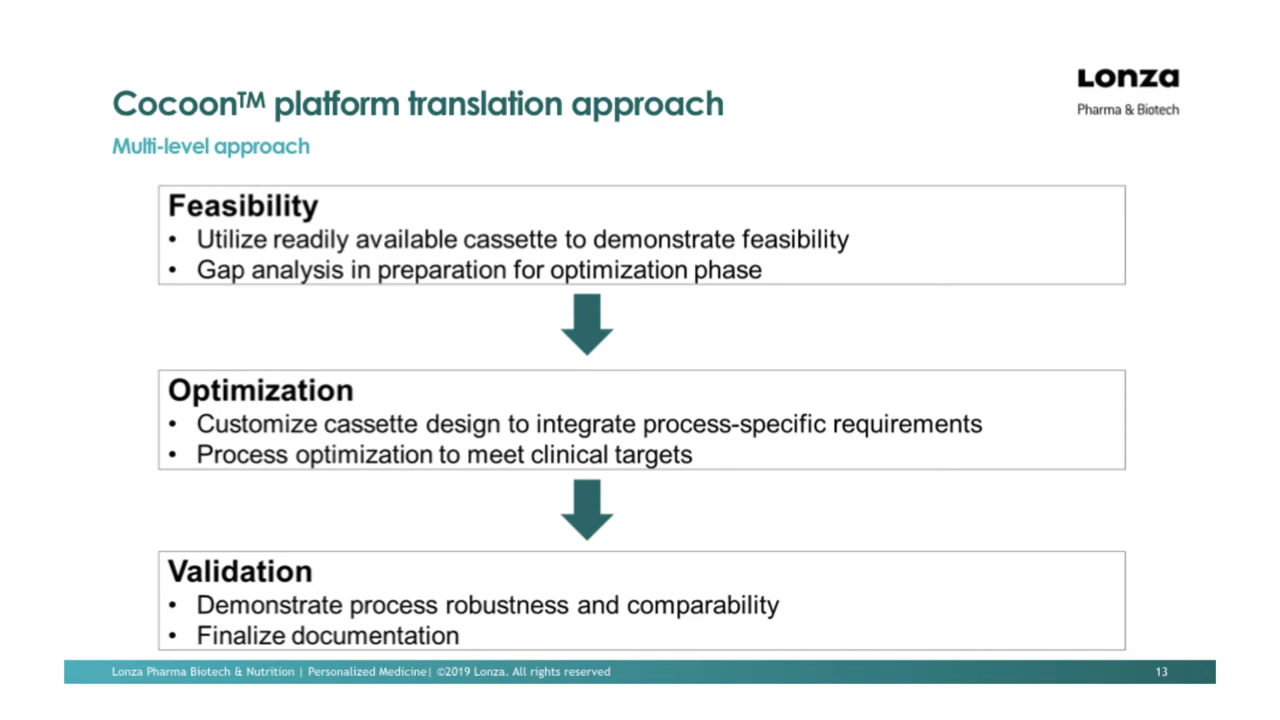 Lonza
Pharma & Biotech
Cocoon™ platform translation approach
Multi-level approach
Feasibility
• Utilize readily available cassette to demonstrate feasibility
• Gap analysis in preparation for optimization phase
Optimization
• Customize cassette design to integrate process-specific requirements
• Process optimization to meet clinical targets
Validation
• Demonstrate process robustness and comparability
• Finalize documentation
Lonza Pharma Biotech & Nutrition | Personalized Medicine| ©2019 Lonza. All rights reserved
13